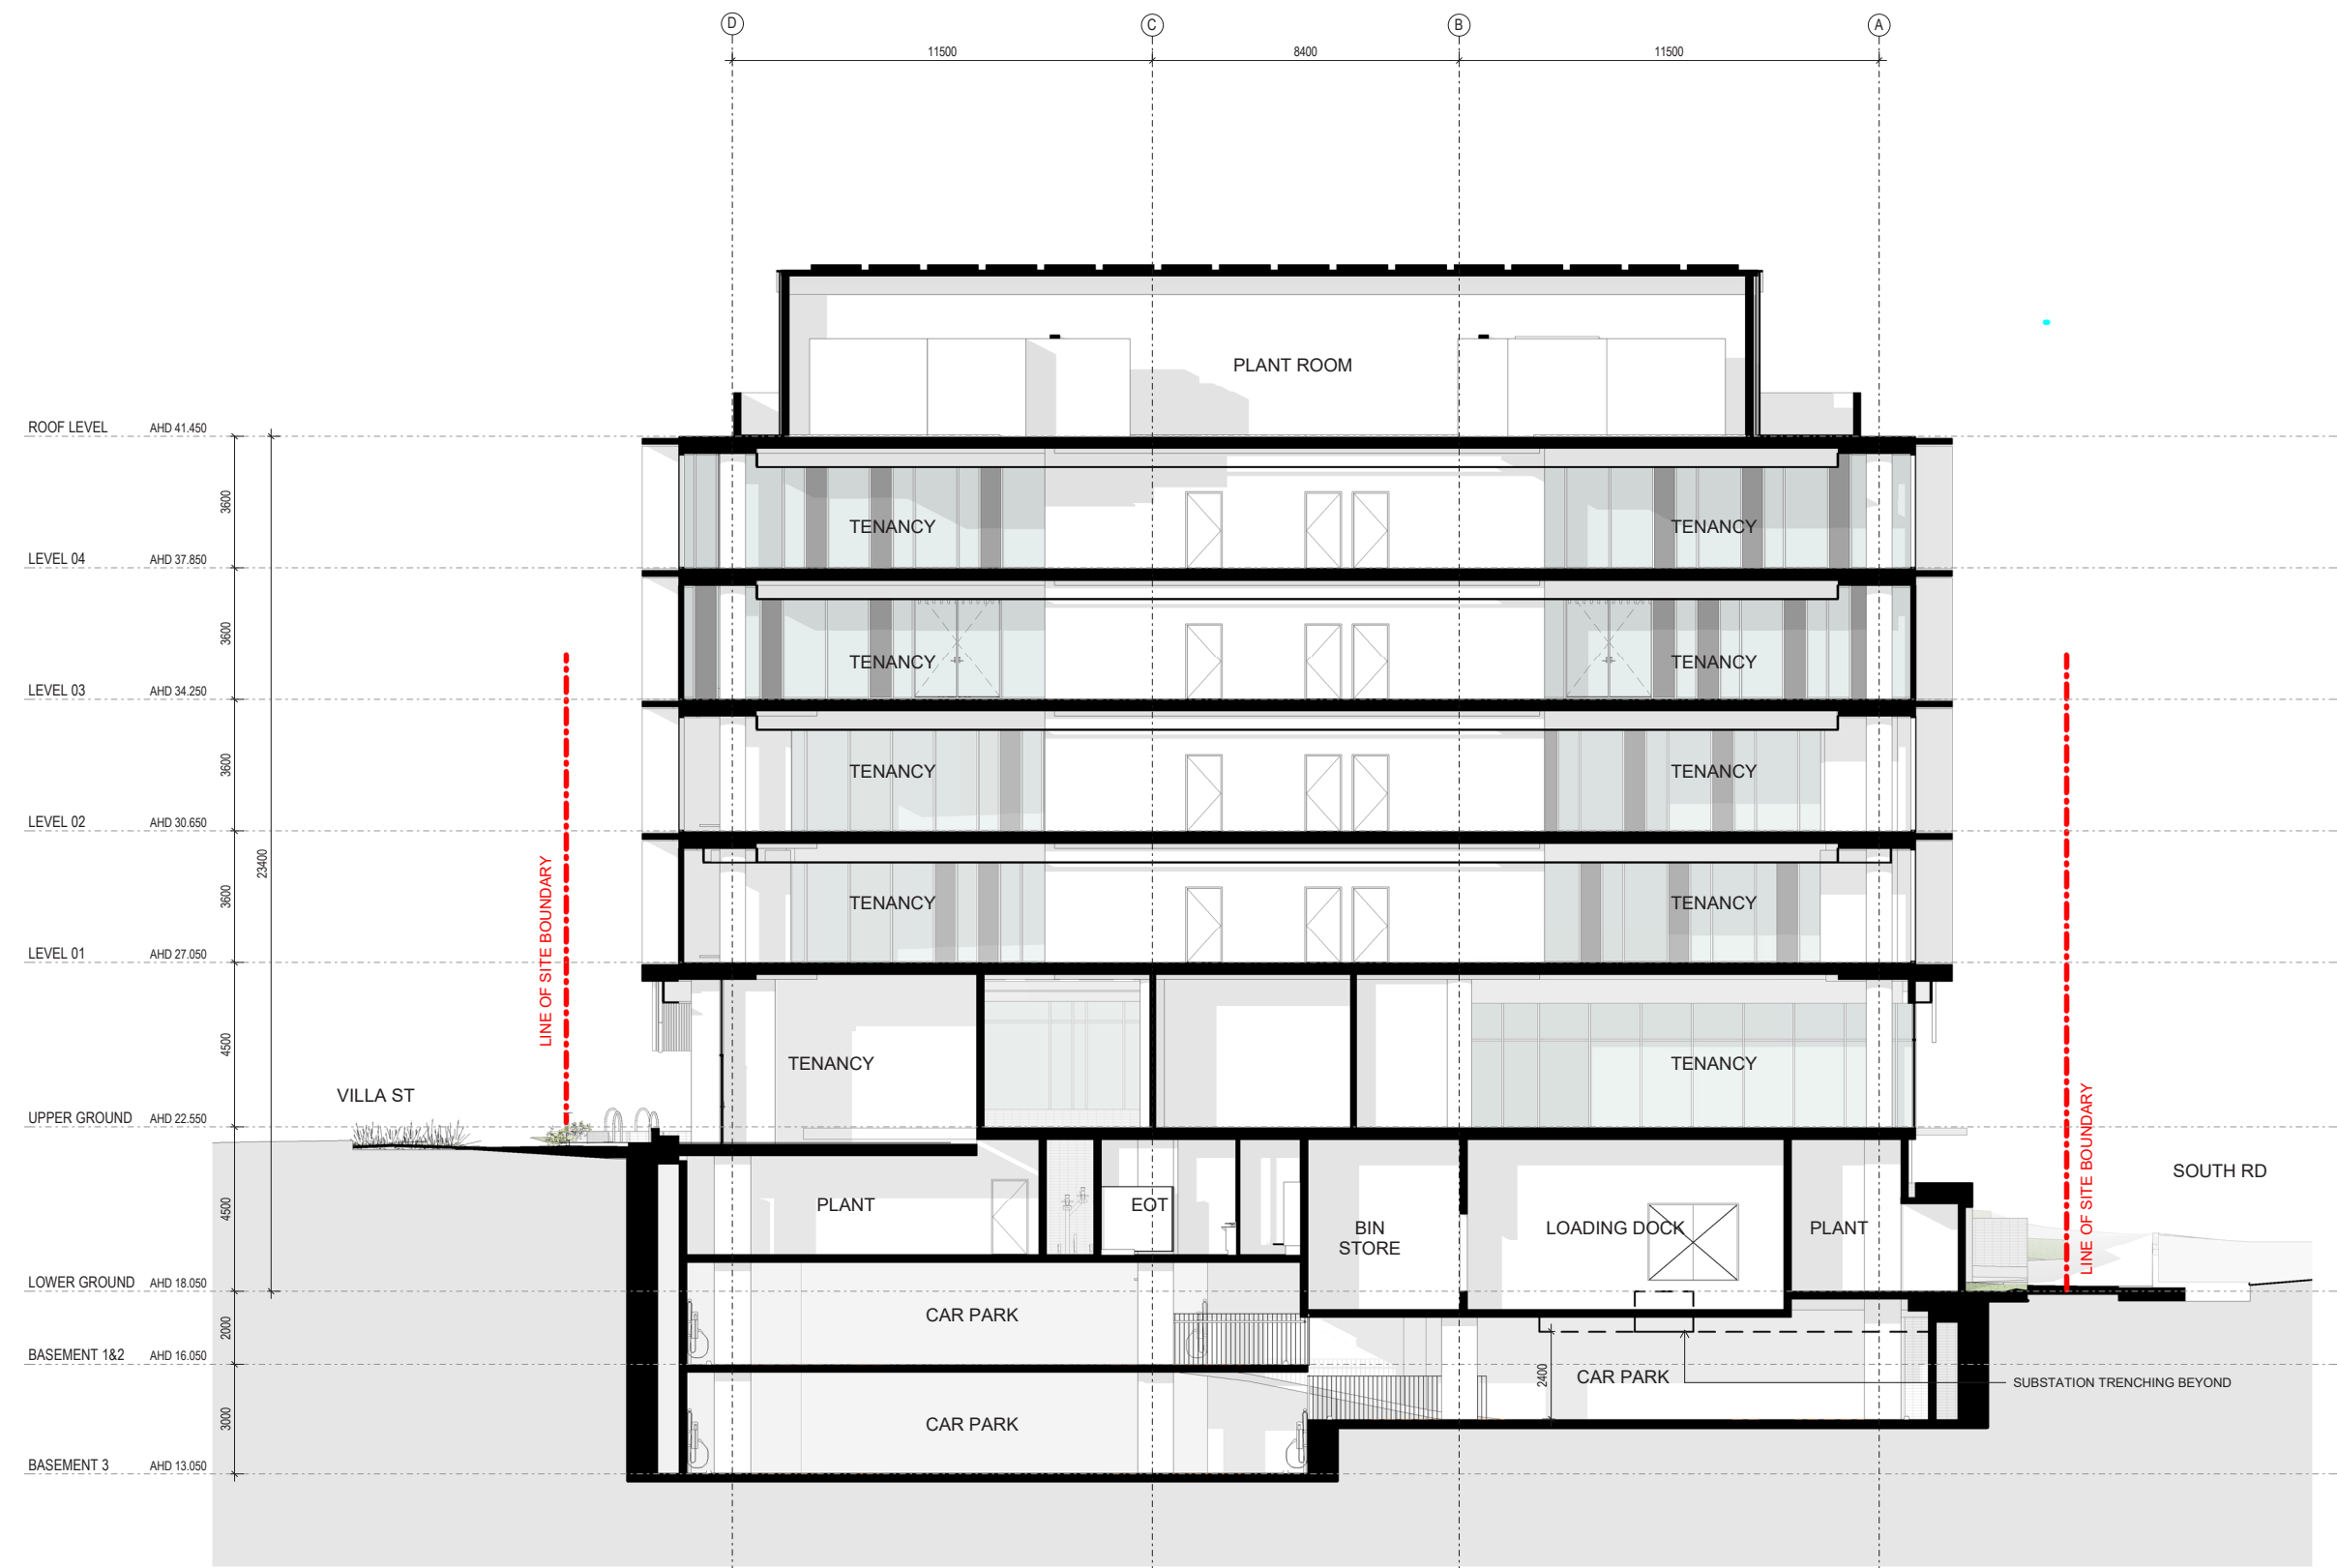 D
C
B
A
11500
8400
11500
PLANT ROOM
ROOF LEVEL AHD 41.450
3600
TENANCY
TENANCY
LEVEL 04 AHD 37.850
3600
TENANCY
TENANCY
LEVEL 03 AHD 34.250
3600
TENANCY
TENANCY
LEVEL 02 AHD 30.650
23400
3600
TENANCY
TENANCY
LINE OF SITE BOUNDARY
LEVEL 01 AHD 27.050
4500
TENANCY
TENANCY
VILLA ST
UPPER GROUND AHD 22.550
LINE OF SITE BOUNDARY
SOUTH RD
4500
PLANT
EOT
BIN
STORE
LOADING DOCK
PLANT
LOWER GROUND AHD 18.050
2000
CAR PARK
BASEMENT 1&2 AHD 16.050
2400
CAR PARK
SUBSTATION TRENCHING BEYOND
3000
CAR PARK
BASEMENT 3 AHD 13.050